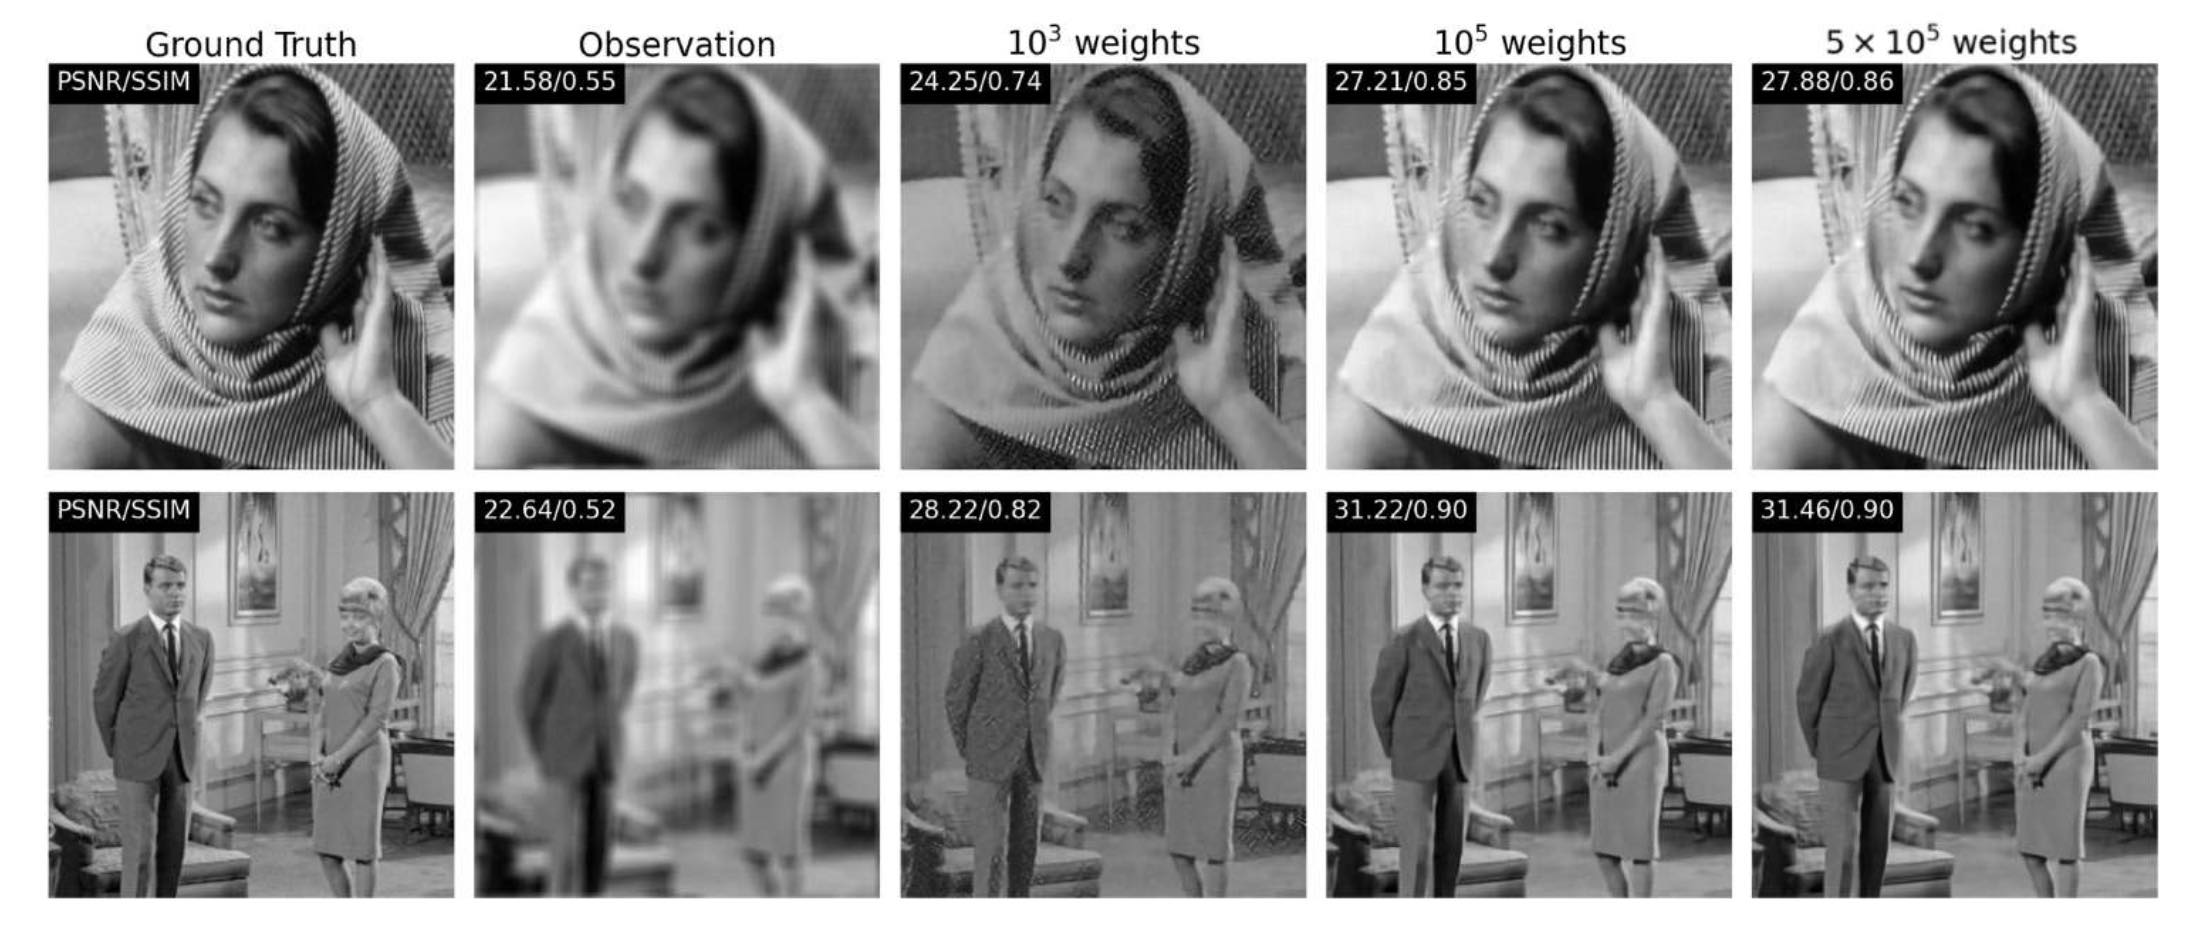 Ground Truth
Observation
10³ weights
10⁵ weights
5 × 10⁵ weights
PSNR/SSIM
21.58/0.55
24.25/0.74
27.21/0.85
27.88/0.86
PSNR/SSIM
22.64/0.52
28.22/0.82
31.22/0.90
31.46/0.90